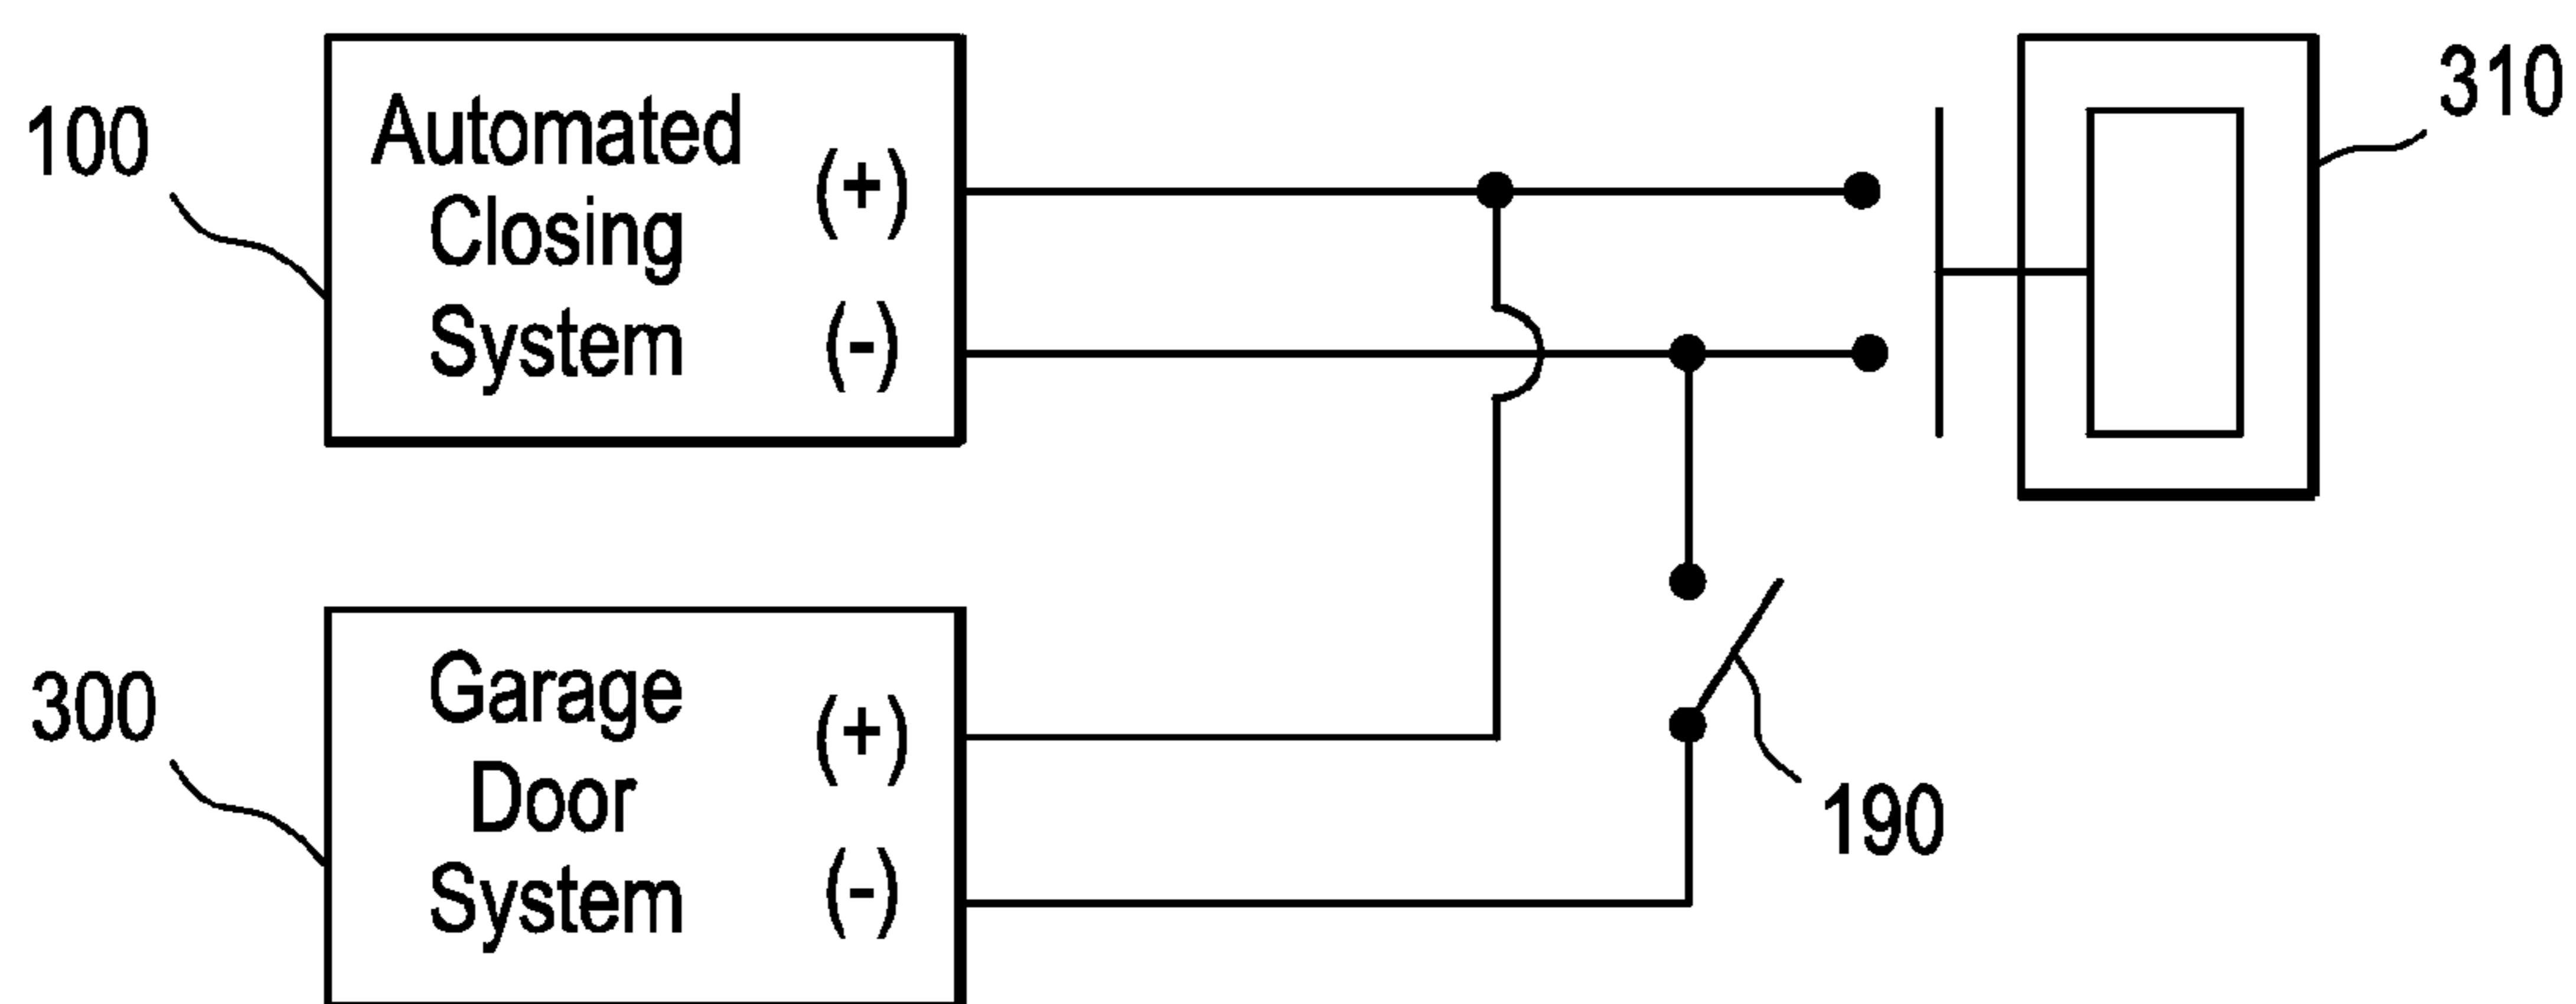 100
Automated
Closing
System
(+)
(-)
310
300
Garage
Door
System
(+)
(-)
190